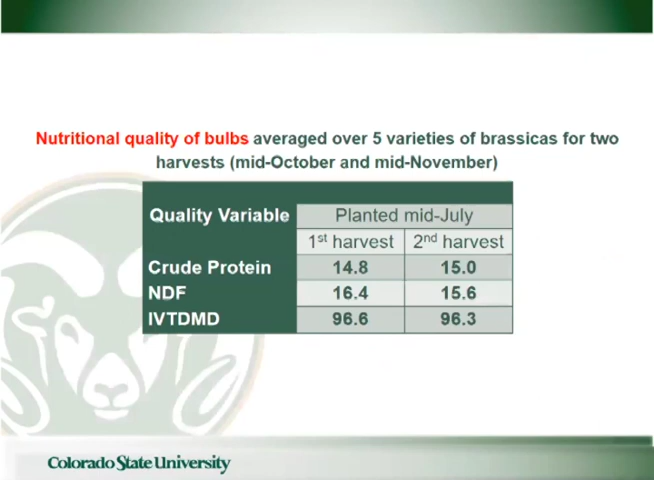 Nutritional quality of bulbs averaged over 5 varieties of brassicas for two
harvests (mid-October and mid-November)
Quality Variable Planted mid-July
1st harvest 2nd harvest
Crude Protein 14.8 15.0
NDF 16.4 15.6
IVTDMD 96.6 96.3
Colorado State University